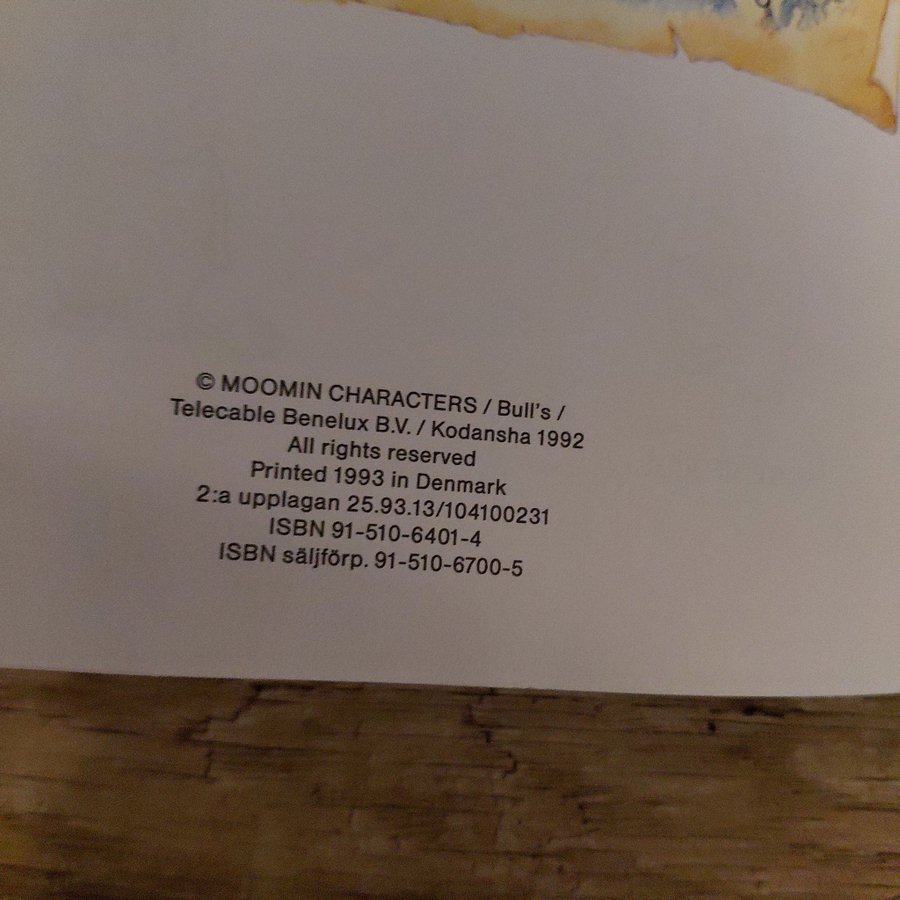 © MOOMIN CHARACTERS / Bull's /
Telecable Benelux B.V. / Kodansha 1992
All rights reserved
Printed 1993 in Denmark
2:a upplagan 25.93.13/104100231
ISBN 91-510-6401-4
ISBN säljförp. 91-510-6700-5